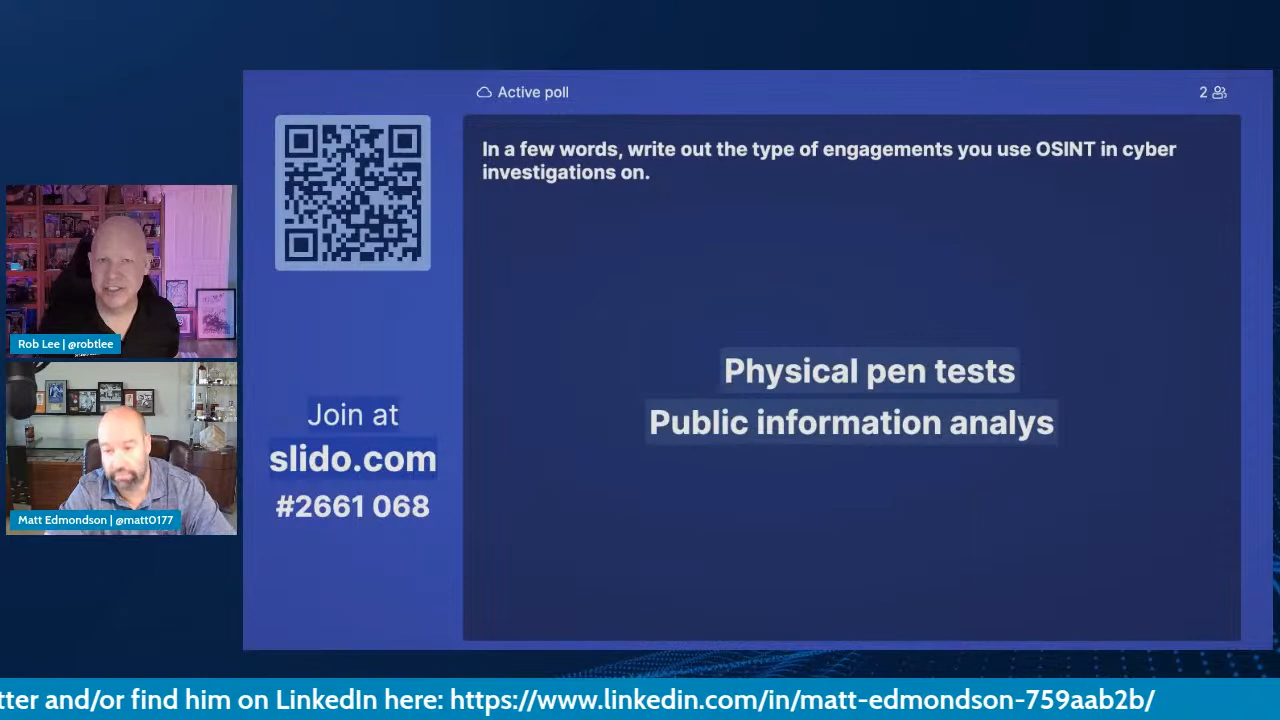 Active poll
2
In a few words, write out the type of engagements you use OSINT in cyber
investigations on.
Physical pen tests
Public information analys
Join at
slido.com
#2661 068
Rob Lee | @robtlee
Matt Edmondson | @matt0177
tter and/or find him on LinkedIn here: https://www.linkedin.com/in/matt-edmondson-759aab2b/